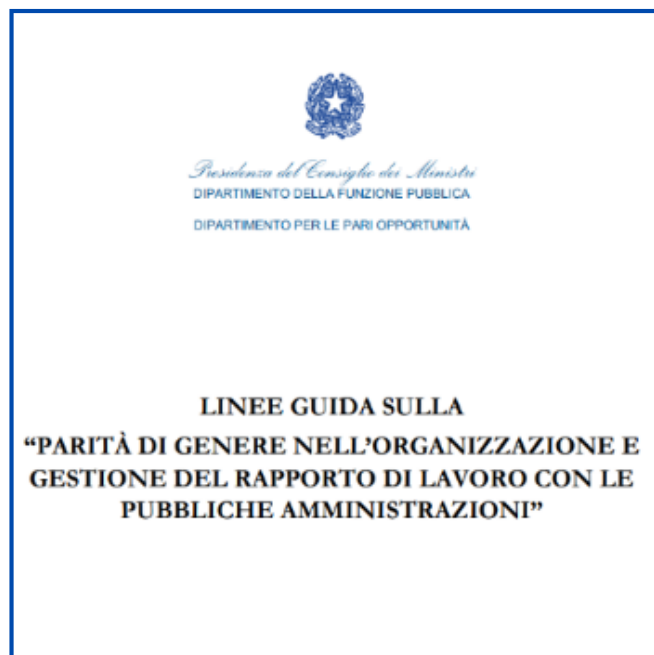 Presidenza del Consiglio dei Ministri
DIPARTIMENTO DELLA FUNZIONE PUBBLICA
DIPARTIMENTO PER LE PARI OPPORTUNITÀ
LINEE GUIDA SULLA
“PARITÀ DI GENERE NELL’ORGANIZZAZIONE E
GESTIONE DEL RAPPORTO DI LAVORO CON LE
PUBBLICHE AMMINISTRAZIONI”